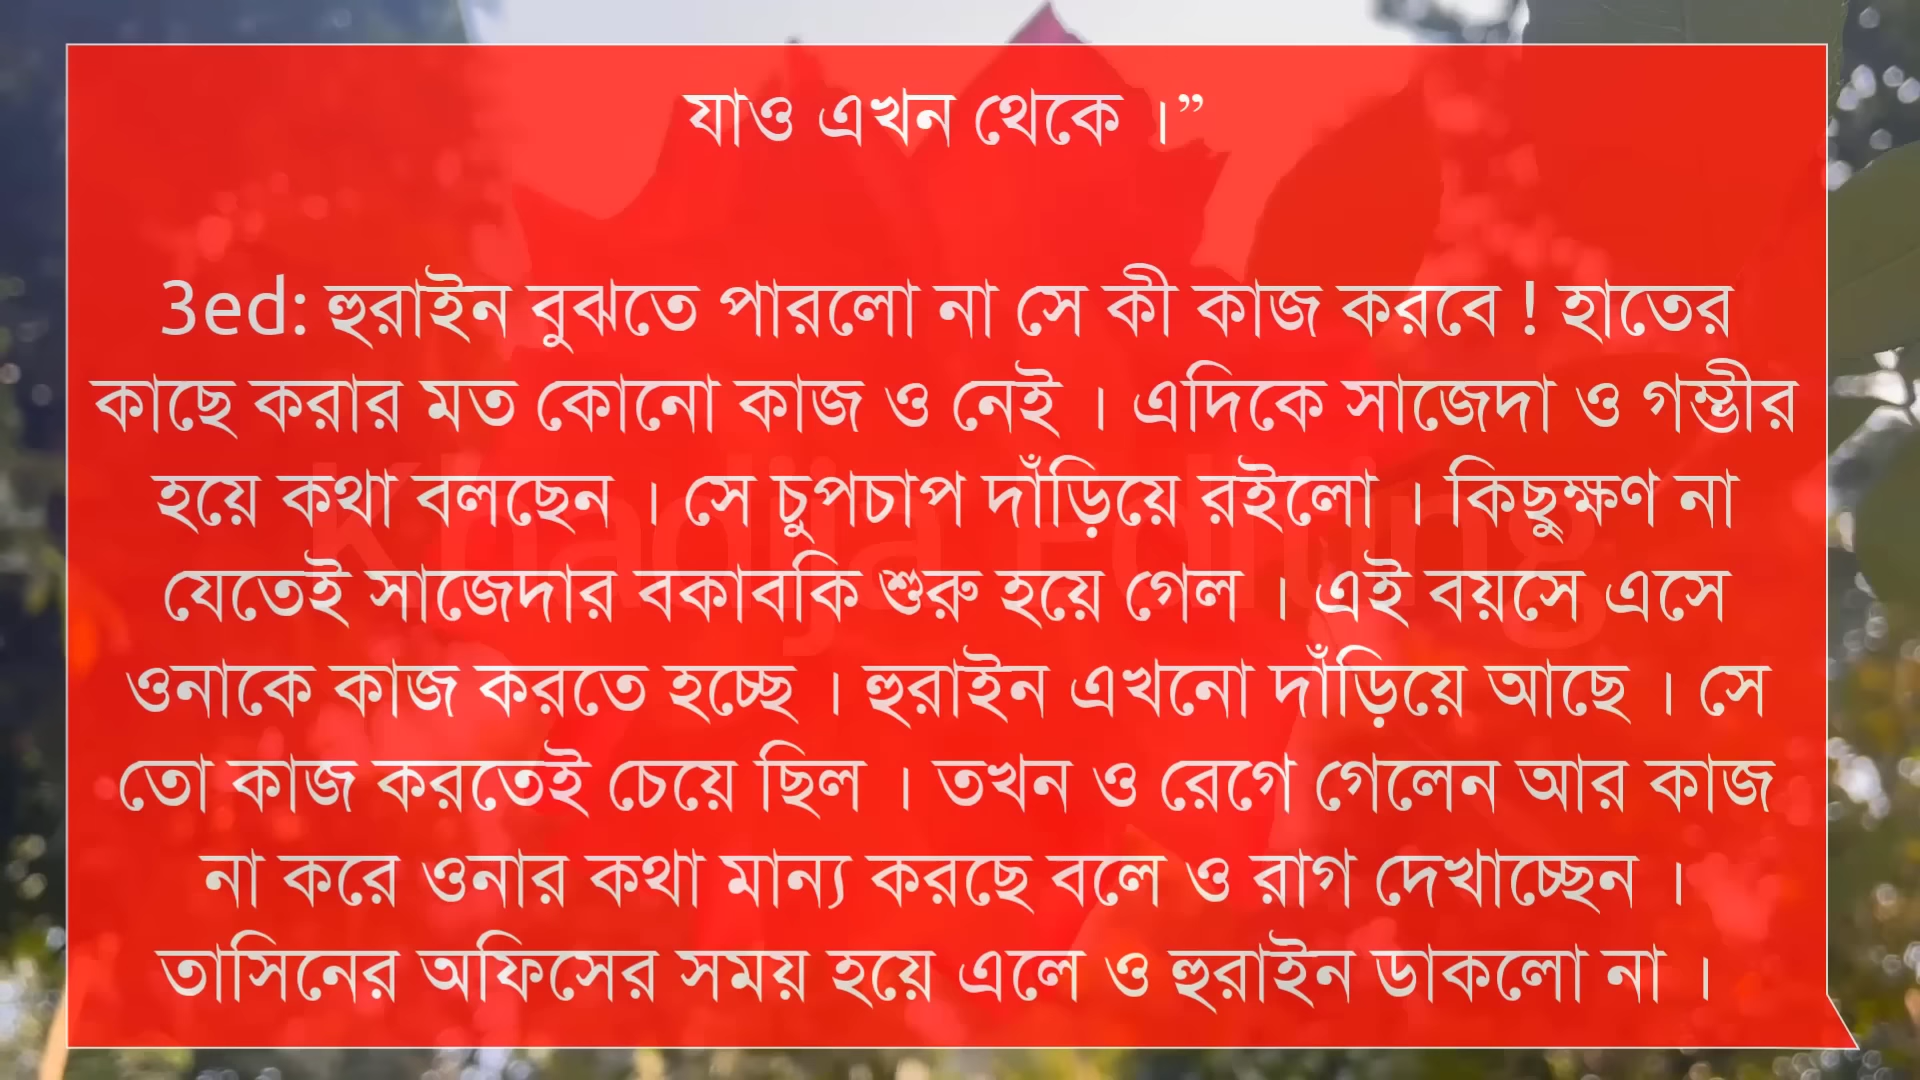 যাও এখন থেকে ।”
3ed: হুরাইন বুঝতে পারলো না সে কী কাজ করবে ! হাতের
কাছে করার মত কোনো কাজ ও নেই । এদিকে সাজেদা ও গম্ভীর
হয়ে কথা বলছেন । সে চুপচাপ দাঁড়িয়ে রইলো । কিছুক্ষণ না
যেতেই সাজেদার বকাবকি শুরু হয়ে গেল । এই বয়সে এসে
ওনাকে কাজ করতে হচ্ছে । হুরাইন এখনো দাঁড়িয়ে আছে । সে
তো কাজ করতেই চেয়ে ছিল । তখন ও রেগে গেলেন আর কাজ
না করে ওনার কথা মান্য করছে বলে ও রাগ দেখাচ্ছেন ।
তাসিনের অফিসের সময় হয়ে এলে ও হুরাইন ডাকলো না ।
Khadija Editing